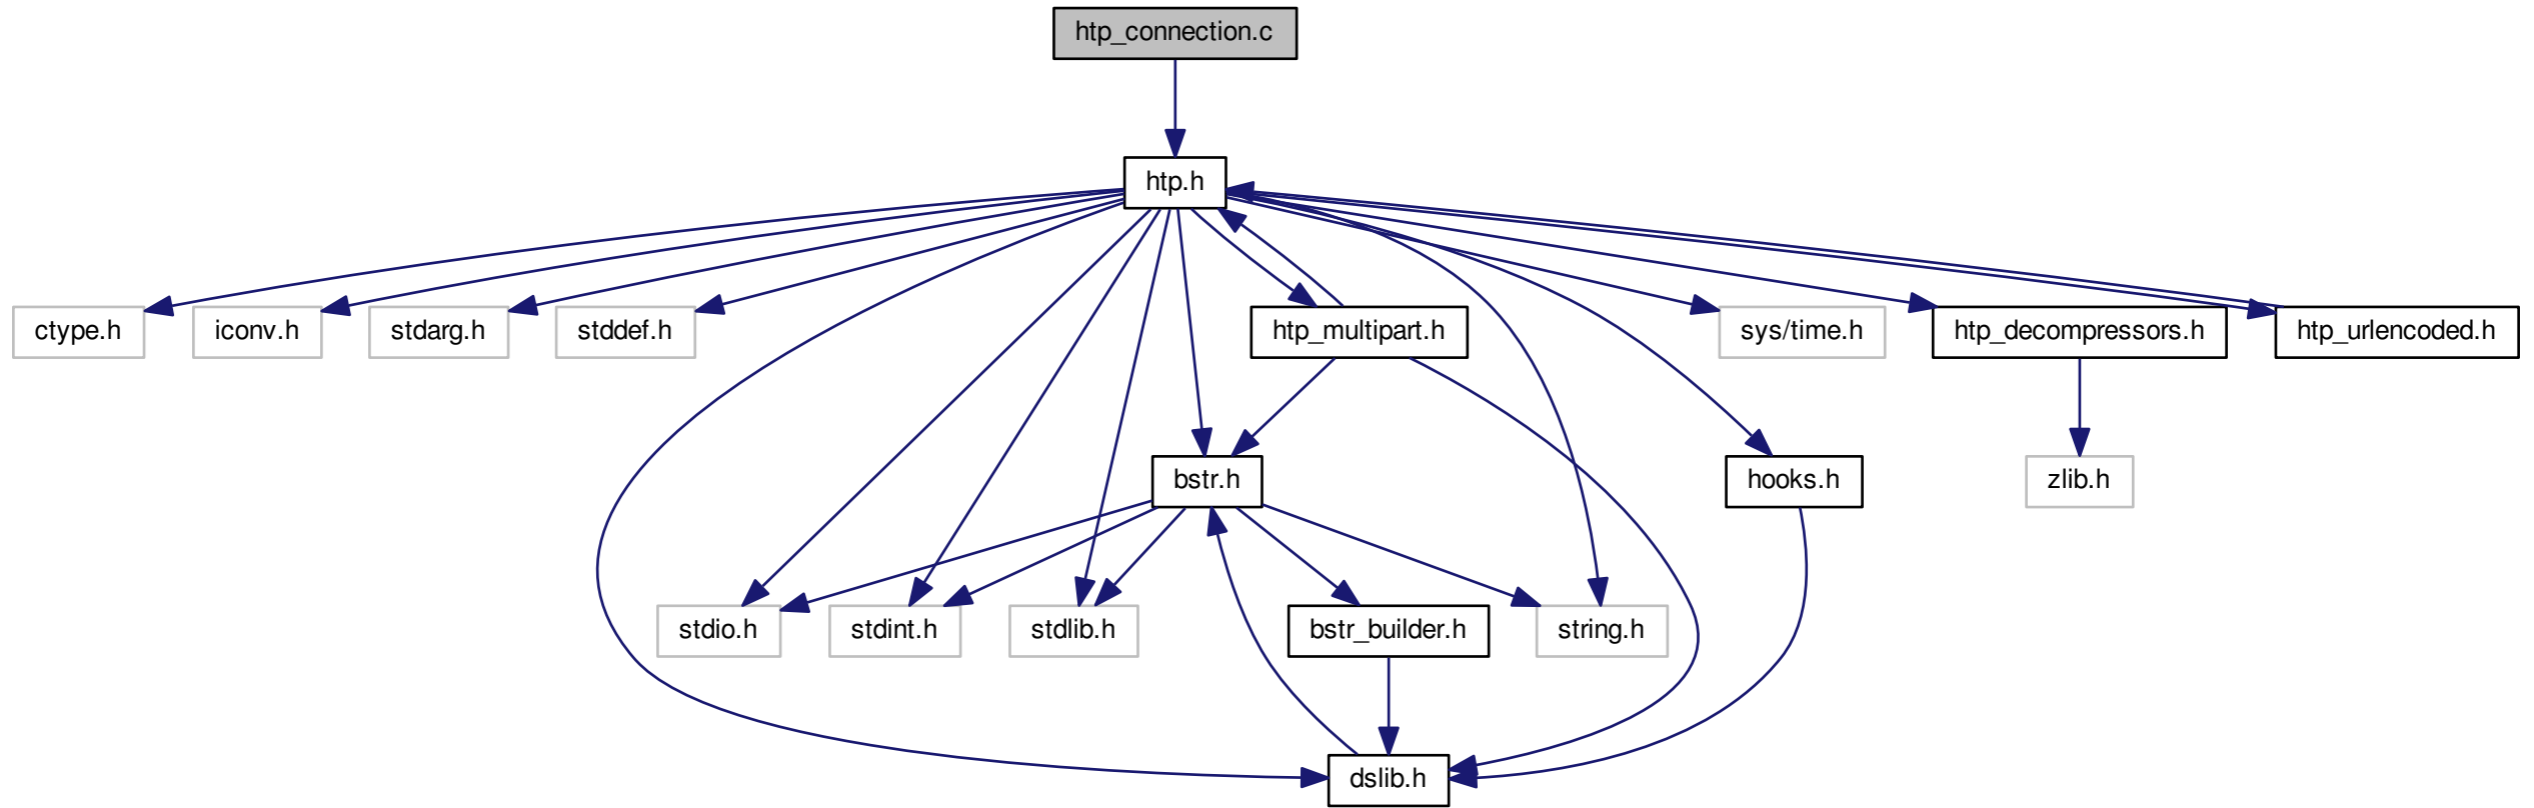 htp_connection.c
htp.h
ctype.h
iconv.h
stdarg.h
stddef.h
htp_multipart.h
sys/time.h
htp_decompressors.h
htp_urlencoded.h
bstr.h
hooks.h
zlib.h
stdio.h
stdint.h
stdlib.h
bstr_builder.h
string.h
dslib.h